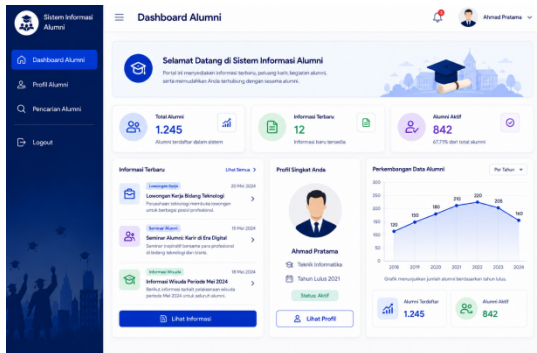 Sistem Informasi
Alumni
Dashboard Alumni
Profil Alumni
Pencarian Alumni
Logout
Dashboard Alumni
Ahmad Pratama
Selamat Datang di Sistem Informasi Alumni
Portal ini menyediakan informasi terbaru, peluang karir, kegiatan alumni,
serta memudahkan Anda terhubung dengan sesama alumni.
Total Alumni
1.245
Alumni terdaftar dalam sistem
Informasi Terbaru
12
Informasi baru tersedia
Alumni Aktif
842
67.71% dari total alumni
Informasi Terbaru
Lihat Semua
Lowongan Kerja
20 Mei 2024
Lowongan Kerja Bidang Teknologi
Perusahaan teknologi membuka lowongan
untuk berbagai posisi profesional.
Seminar Alumni
Mei 2024
Seminar Alumni: Karir di Era Digital
Seminar inspiratif bersama para profesional
di bidang teknologi dan bisnis.
Informasi Wisuda
Mei 2024
Informasi Wisuda Periode Mei 2024
Berikut informasi terkait pelaksanaan wisuda
periode Mei 2024 untuk seluruh alumni.
Lihat Informasi
Profil Singkat Anda
Ahmad Pratama
Teknik Informatika
Tahun Lulus 2021
Status: Aktif
Lihat Profil
Perkembangan Data Alumni
Per Tahun
300
250
200
150
100
50
0
120
150
180
210
220
205
160
2018
2019
2020
2021
2022
2023
2024
Grafik menunjukkan jumlah alumni berdasarkan tahun lulus.
Alumni Terdaftar
1.245
Alumni Aktif
842